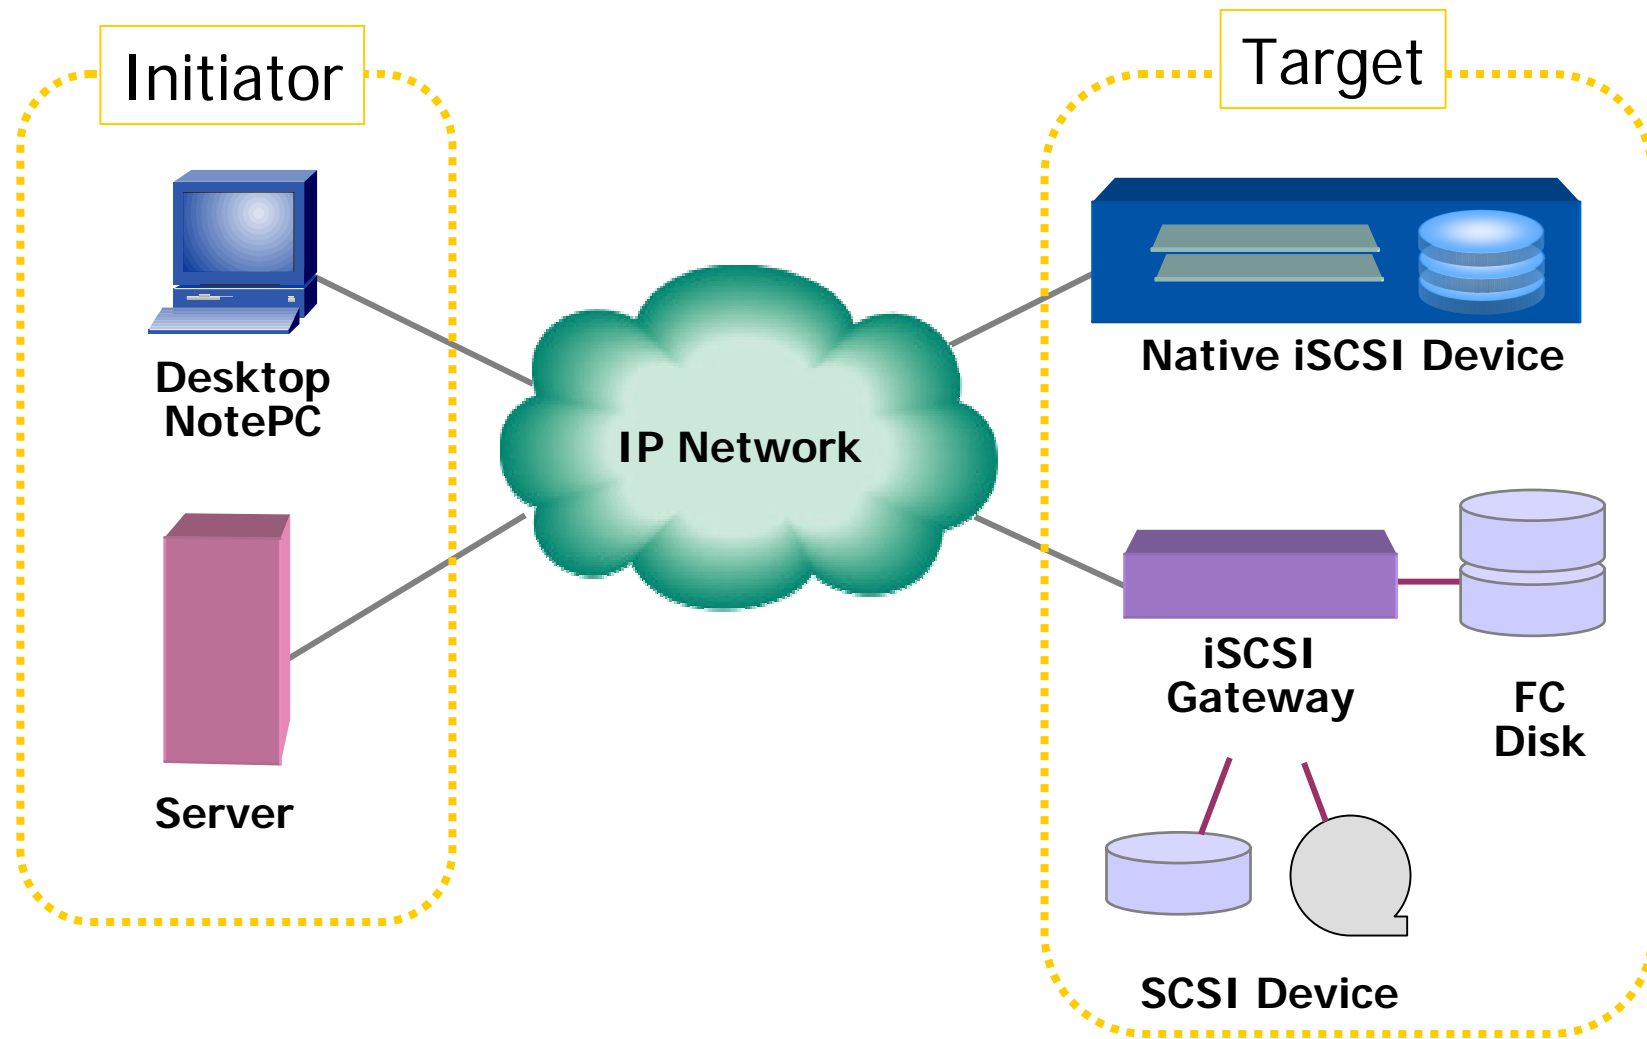 Initiator
Target
Desktop
NotePC
Server
IP Network
Native iSCSI Device
iSCSI
Gateway
FC
Disk
SCSI Device